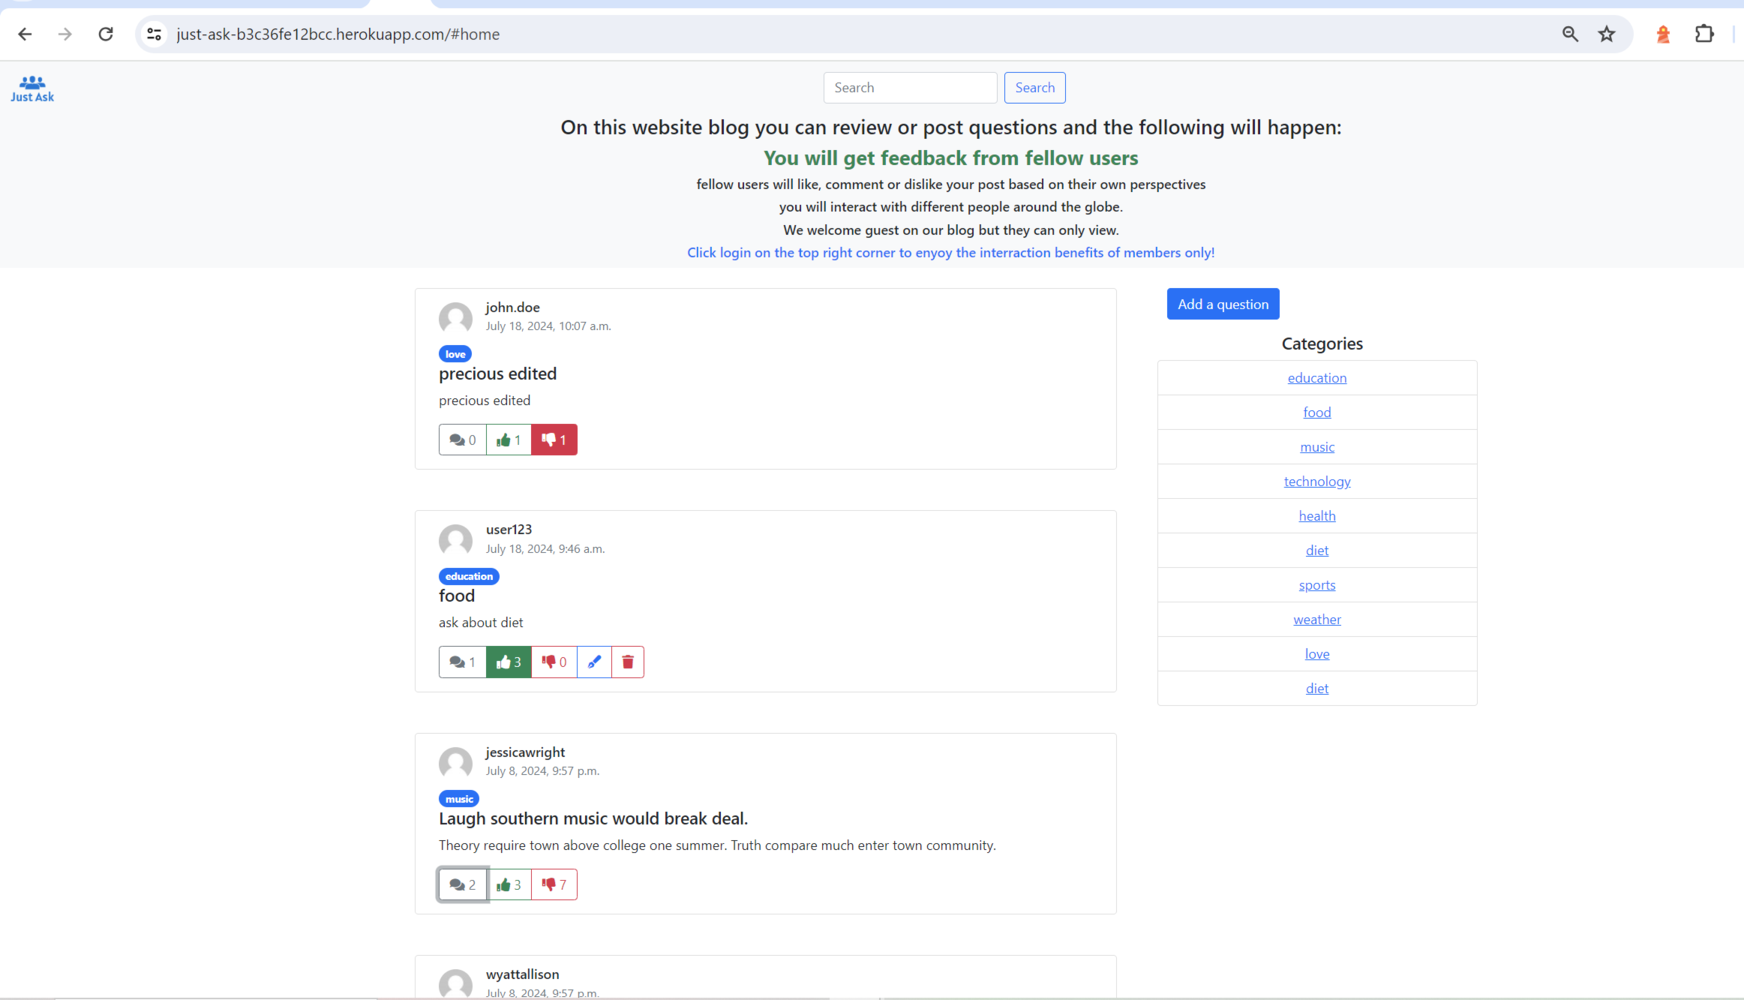 just-ask-b3c36fe12bcc.herokuapp.com/#home
Just Ask
Search Search
On this website blog you can review or post questions and the following will happen:
You will get feedback from fellow users
fellow users will like, comment or dislike your post based on their own perspectives
you will interact with different people around the globe.
We welcome guest on our blog but they can only view.
Click login on the top right corner to enyoy the interraction benefits of members only!
john.doe
July 18, 2024, 10:07 a.m.
love
precious edited
precious edited
0 1 1
user123
July 18, 2024, 9:46 a.m.
education
food
ask about diet
1 3 0
jessicawright
July 8, 2024, 9:57 p.m.
music
Laugh southern music would break deal.
Theory require town above college one summer. Truth compare much enter town community.
2 3 7
wyattallison
July 8, 2024, 9:57 p.m.
Add a question
Categories
education
food
music
technology
health
diet
sports
weather
love
diet